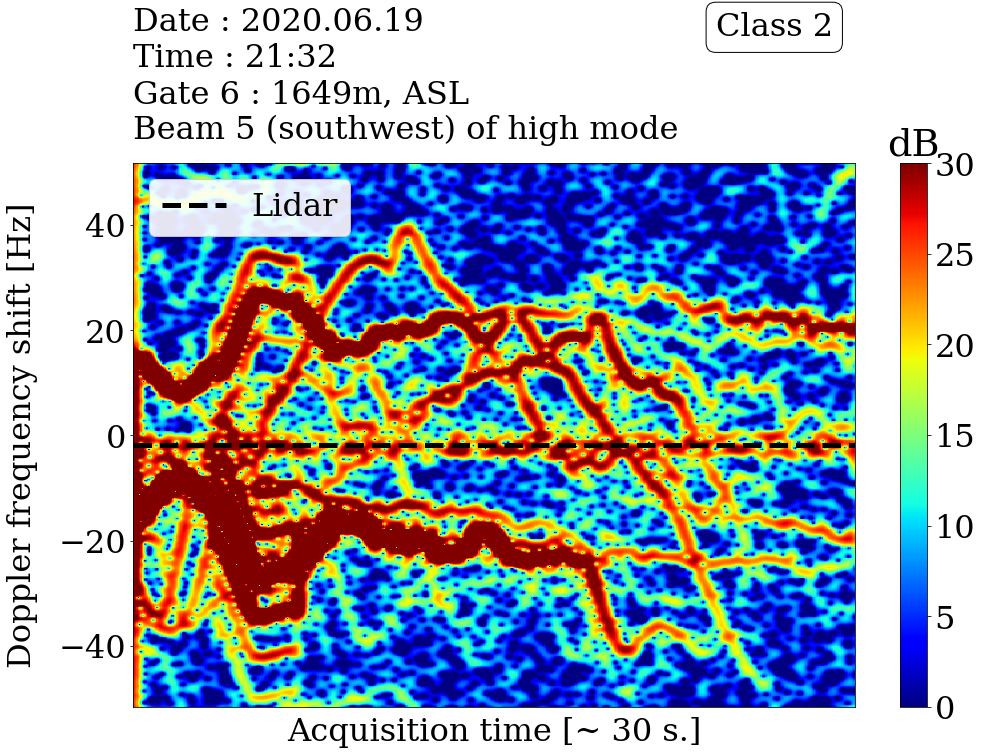 Date : 2020.06.19
Time : 21:32
Gate 6 : 1649m, ASL
Beam 5 (southwest) of high mode
Class 2
dB
Lidar
Doppler frequency shift [Hz]
40
20
0
−20
−40
Acquisition time [~ 30 s.]
30
25
20
15
10
5
0